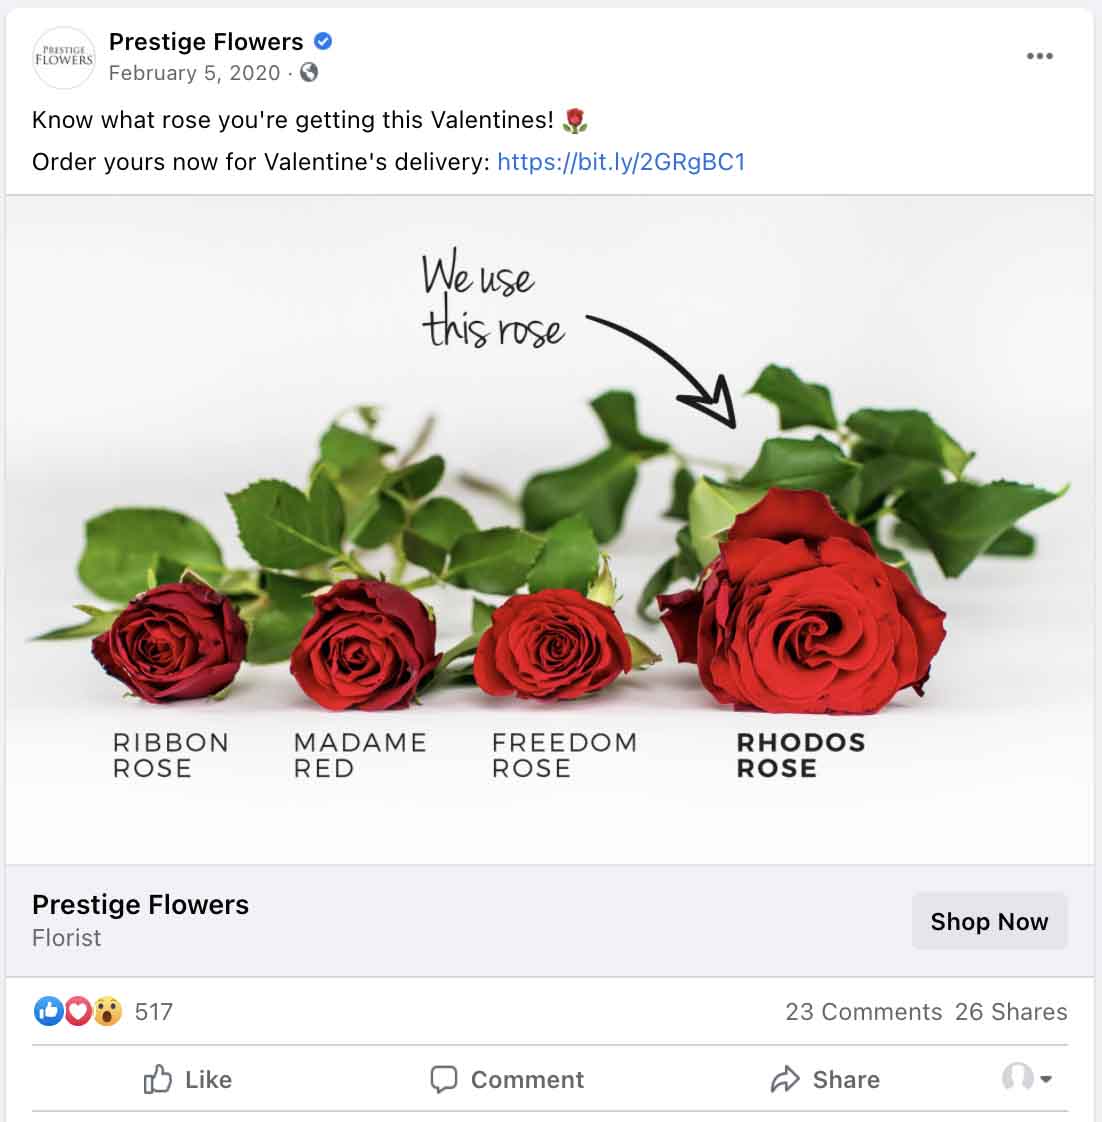 PRESTIGE
FLOWERS
Prestige Flowers
February 5, 2020 ·
Know what rose you're getting this Valentines! 🌹
Order yours now for Valentine's delivery: https://bit.ly/2GRgBC1
We use
this rose
RIBBON
ROSE
MADAME
RED
FREEDOM
ROSE
RHODOS
ROSE
Prestige Flowers
Florist
Shop Now
517
23 Comments 26 Shares
Like
Comment
Share